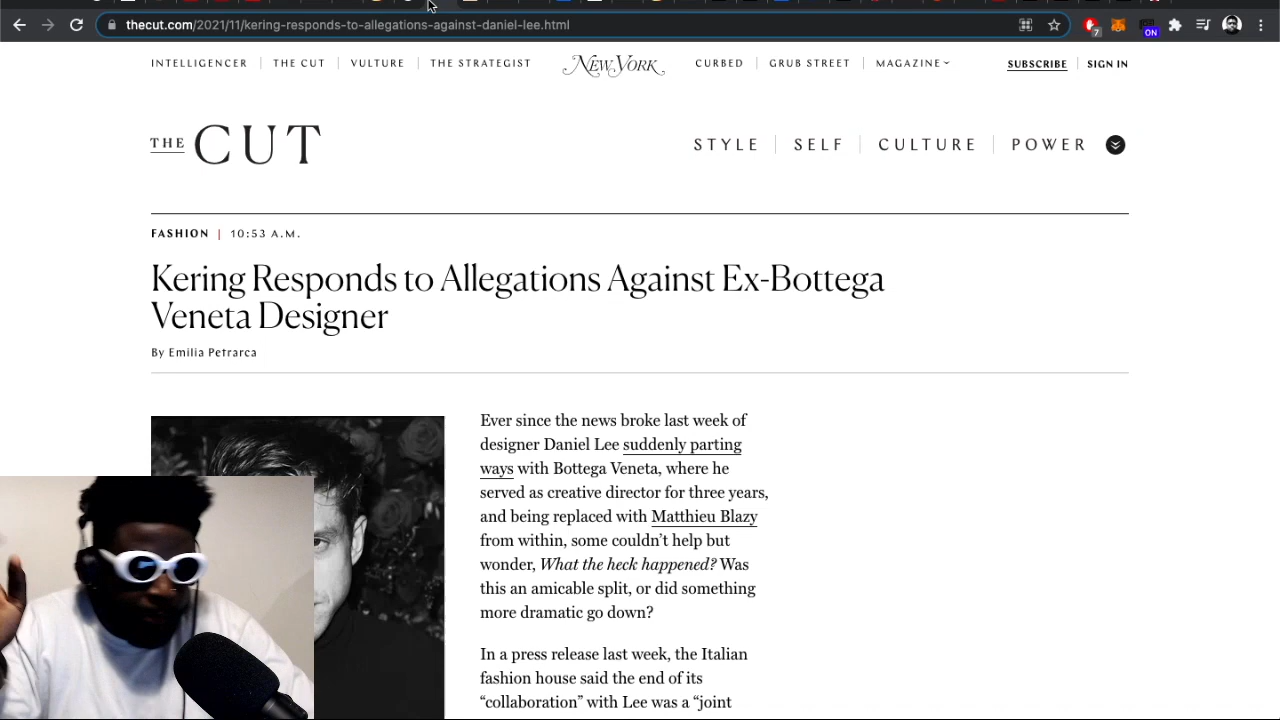 thecut.com/2021/11/kering-responds-to-allegations-against-daniel-lee.html
7
ON
INTELLIGENCER
THE CUT
VULTURE
THE STRATEGIST
NEW YORK
CURBED
GRUB STREET
MAGAZINE
SUBSCRIBE
SIGN IN
THE CUT
STYLE
SELF
CULTURE
POWER
FASHION | 10:53 A.M.
Kering Responds to Allegations Against Ex-Bottega
Veneta Designer
By Emilia Petrarca
Ever since the news broke last week of
designer Daniel Lee suddenly parting
ways with Bottega Veneta, where he
served as creative director for three years,
and being replaced with Matthieu Blazy
from within, some couldn’t help but
wonder, What the heck happened? Was
this an amicable split, or did something
more dramatic go down?
In a press release last week, the Italian
fashion house said the end of its
“collaboration” with Lee was a “joint